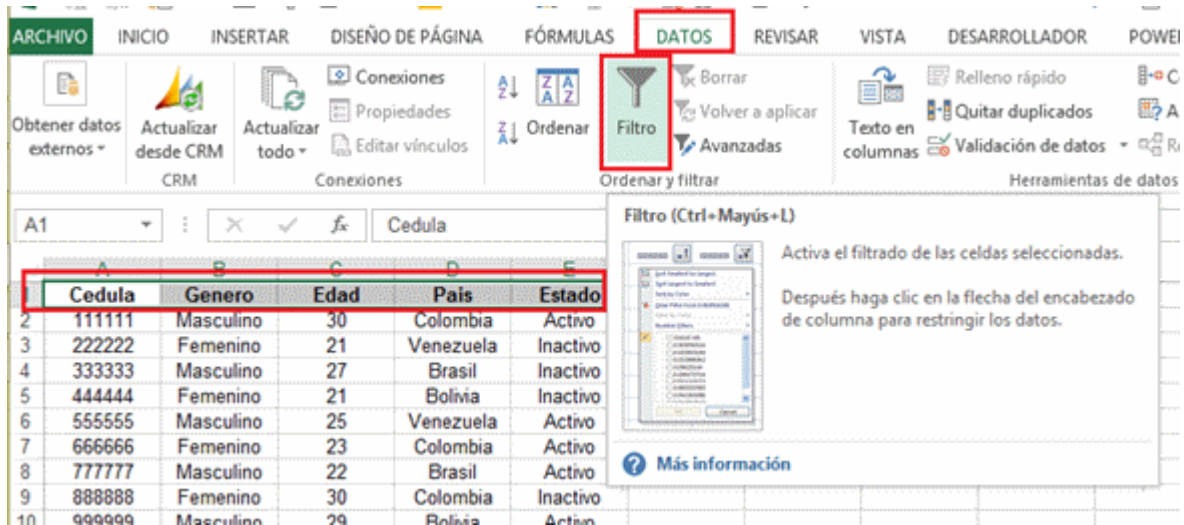 ARCHIVO INICIO INSERTAR DISEÑO DE PÁGINA FÓRMULAS DATOS REVISAR VISTA DESARROLLADOR POWE
Obtener datos externos
Actualizar desde CRM
Actualizar todo
Conexiones
Propiedades
Editar vínculos
Ordenar
Filtro
Borrar
Volver a aplicar
Avanzadas
Texto en columnas
Relleno rápido
Quitar duplicados
Validación de datos
CRM Conexiones Ordenar y filtrar Herramientas de datos
A1 fx Cedula
A B C D E
1 Cedula Genero Edad Pais Estado
2 111111 Masculino 30 Colombia Activo
3 222222 Femenino 21 Venezuela Inactivo
4 333333 Masculino 27 Brasil Inactivo
5 444444 Femenino 21 Bolivia Inactivo
6 555555 Masculino 25 Venezuela Activo
7 666666 Femenino 23 Colombia Activo
8 777777 Masculino 22 Brasil Activo
9 888888 Femenino 30 Colombia Inactivo
10 999999 Masculino 29 Bolivia Activo
Filtro (Ctrl+Mayús+L)
Activa el filtrado de las celdas seleccionadas.
Después haga clic en la flecha del encabezado
de columna para restringir los datos.
Más información